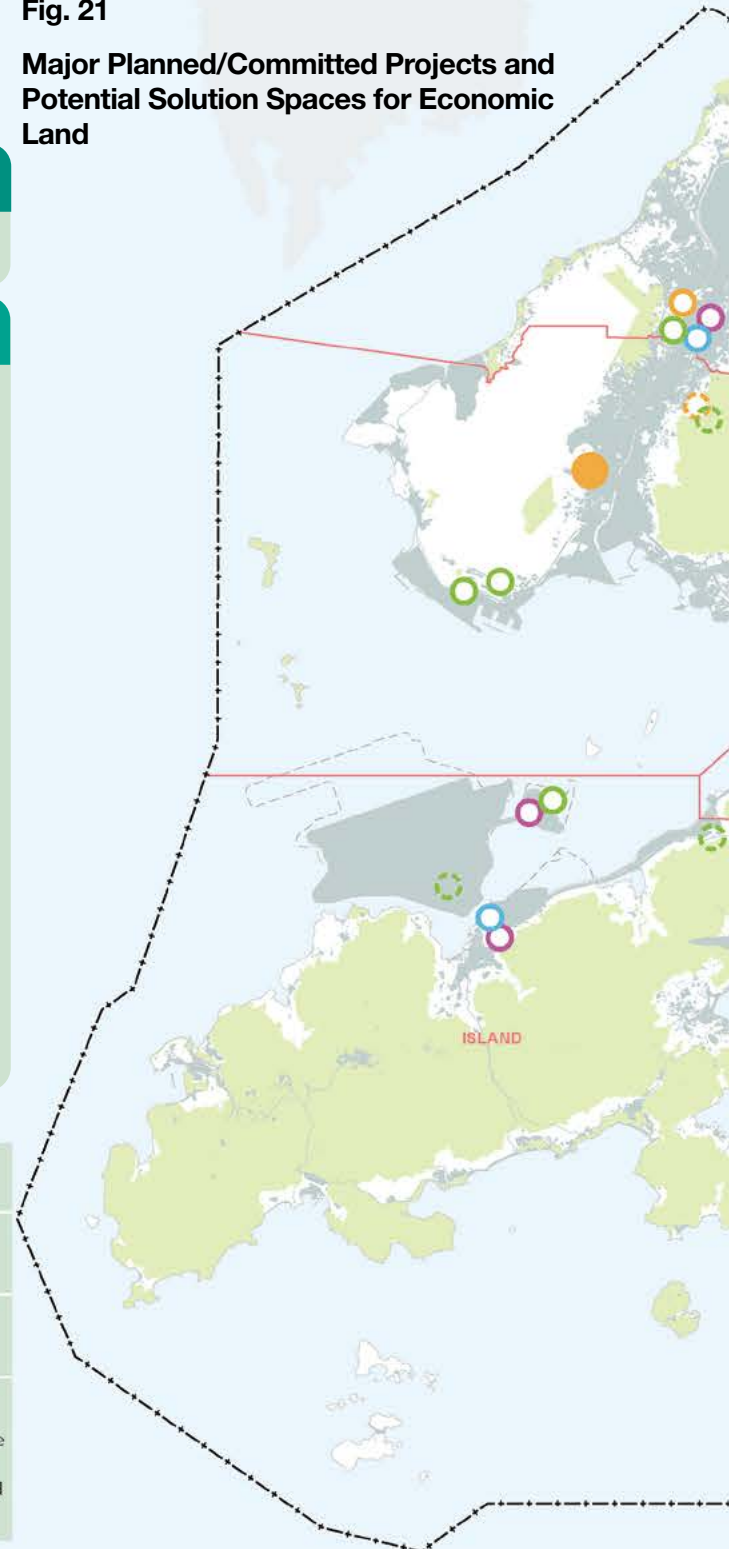 Fig. 21
Major Planned/Committed Projects and
Potential Solution Spaces for Economic
Land
ISLAND